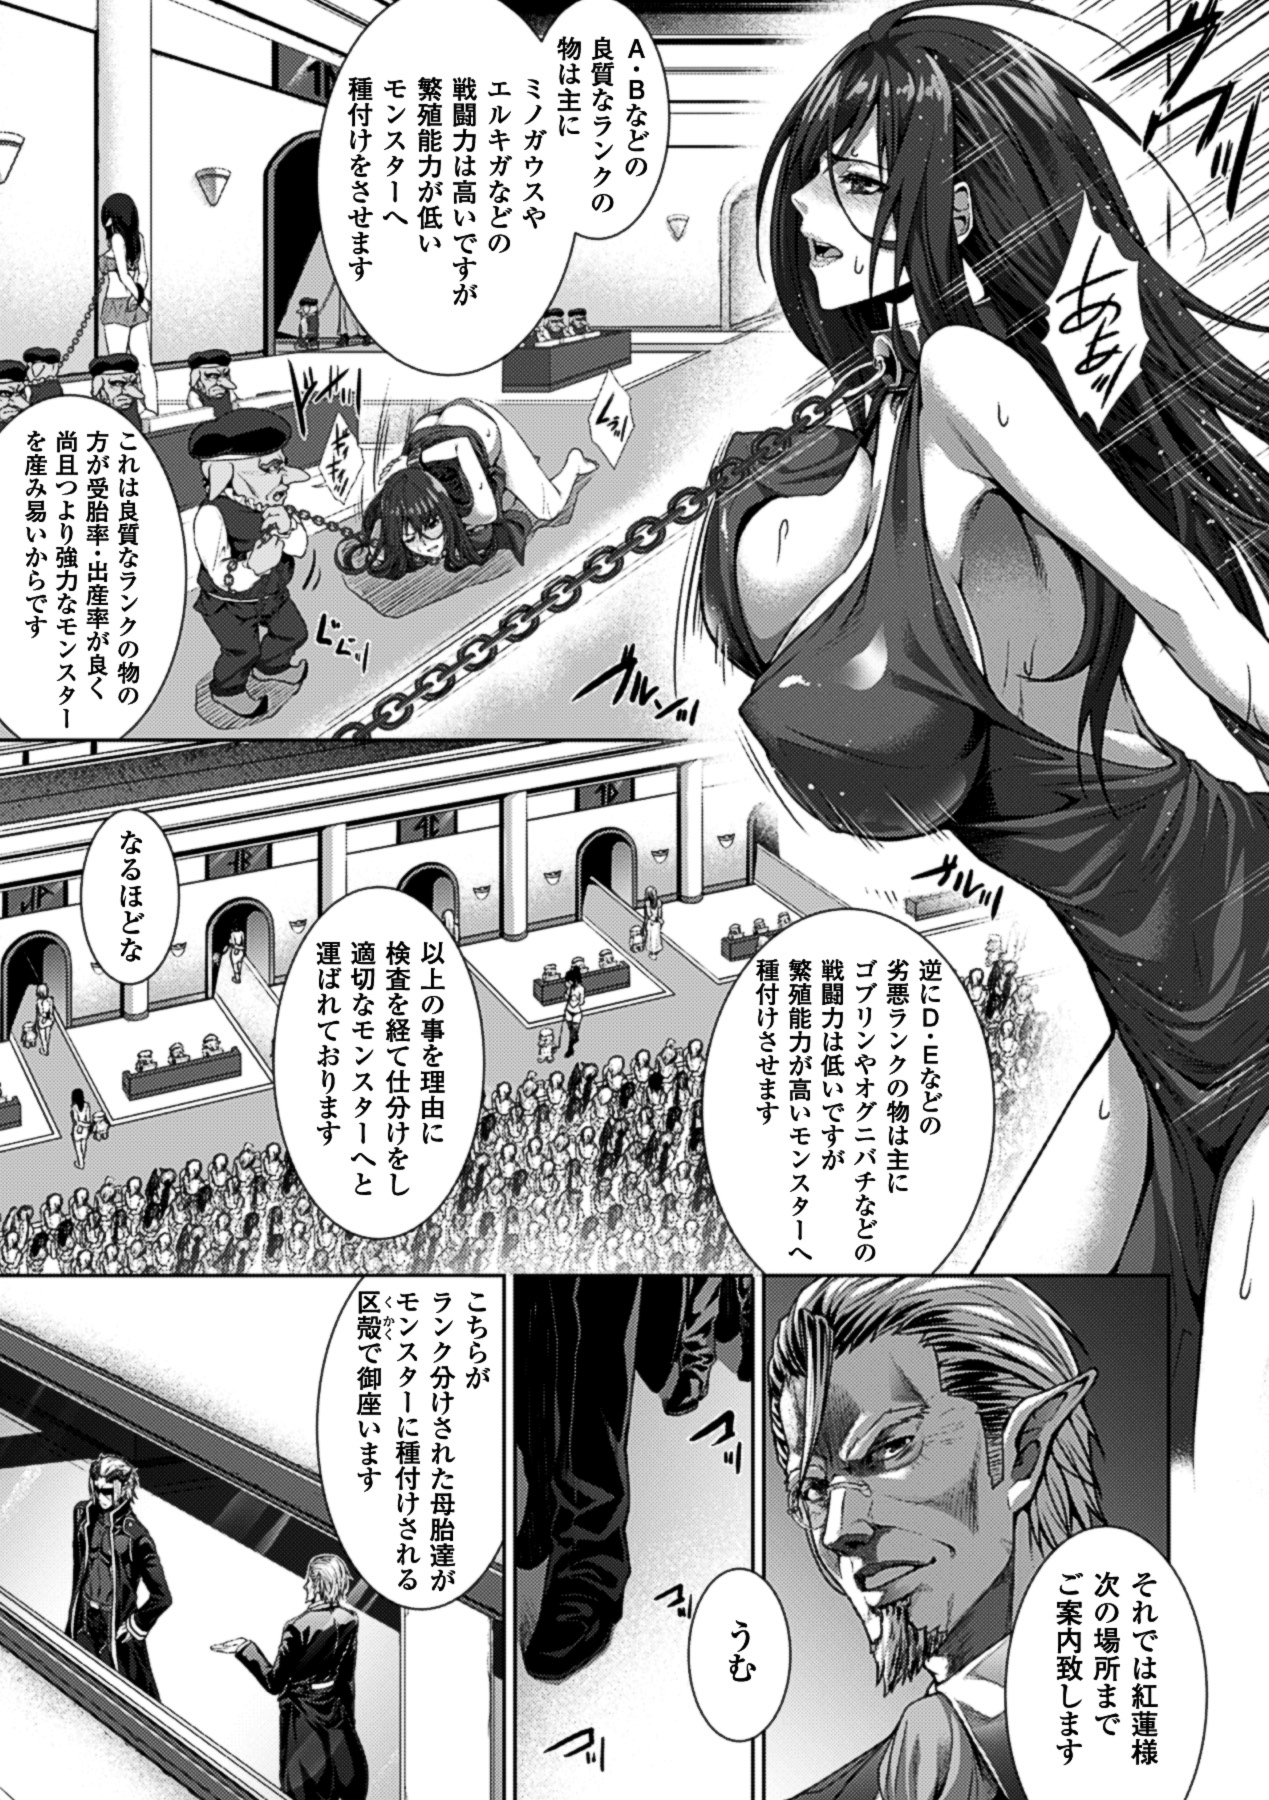 A・Bなどの
良質なランクの
物は主に
ミノガウスや
エルキガなどの
戦闘力は高いですが
繁殖能力が低い
モンスターへ
種付けをさせます
これは良質なランクの物の
方が受胎率・出産率が良く
尚且つより強力なモンスター
を産み易いからです
逆にD・Eなどの
劣悪ランクの物は主に
ゴブリンやオグニバチなどの
戦闘力は低いですが
繁殖能力が高いモンスターへ
種付けさせます
以上の事を理由に
検査を経て仕分けをし
適切なモンスターへと
運ばれております
なるほどな
それでは紅蓮様
次の場所まで
ご案内致します
うむ
こちらが
ランク分けされた母胎達が
モンスターに種付けされる
区殻で御座います
くかく